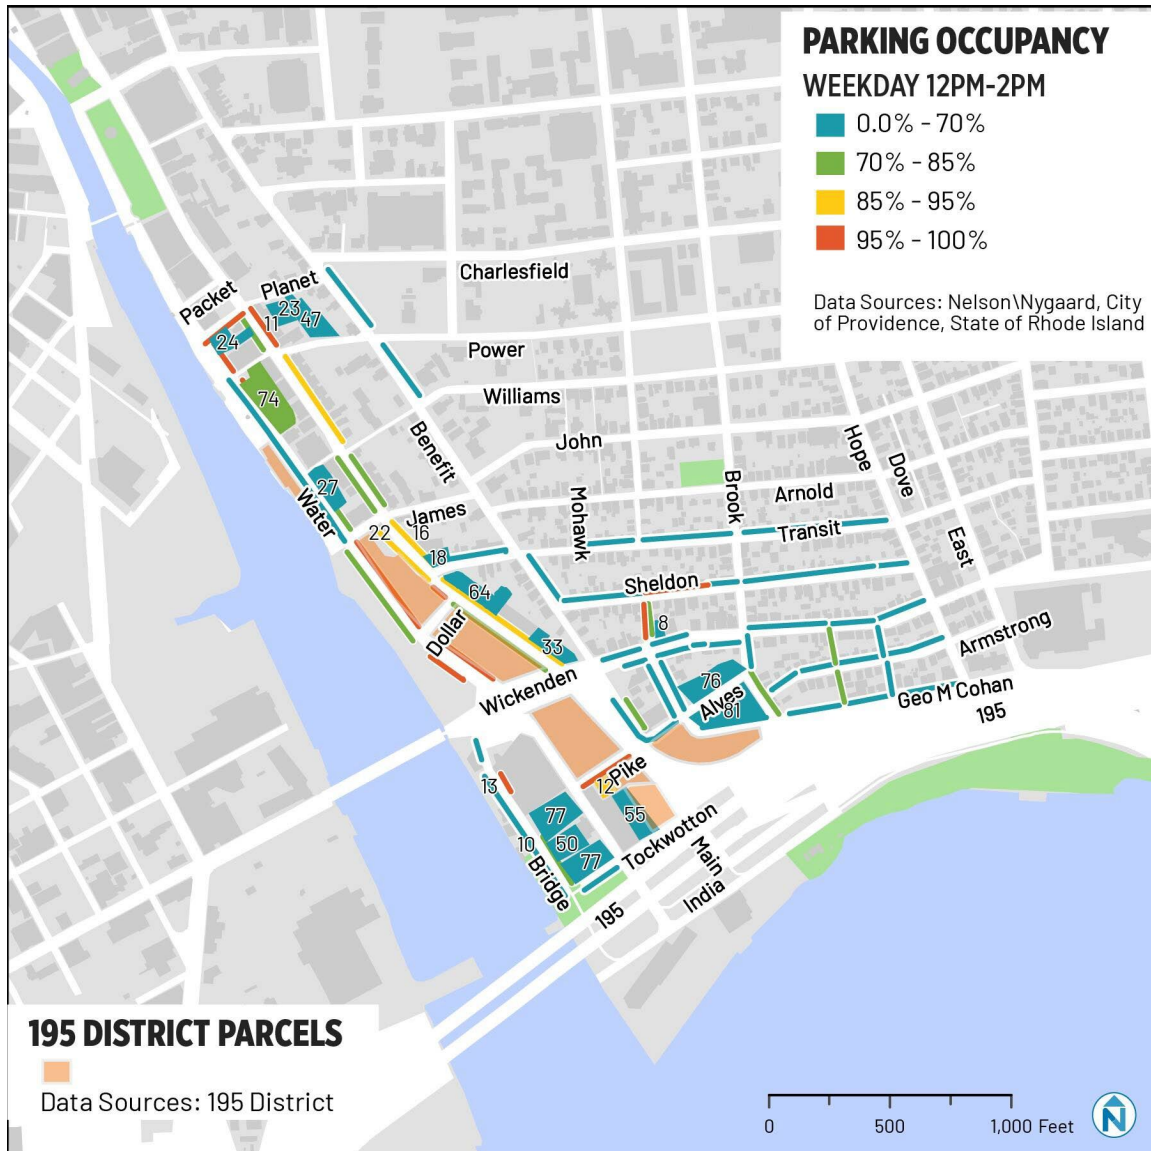 PARKING OCCUPANCY
WEEKDAY 12PM-2PM
0.0% - 70%
70% - 85%
85% - 95%
95% - 100%
Data Sources: Nelson\Nygaard, City
of Providence, State of Rhode Island
Charlesfield
Planet
Packet
23
47
11
24
Power
Williams
74
John
Benefit
Hope
Dove
Brook
Mohawk
Arnold
27
Water
James
22
16
Transit
East
18
Sheldon
64
8
Dollar
33
Armstrong
Wickenden
76
Alves
81
Geo M Cohan
195
Pike
13
12
77
55
10
50
77
Tockwotton
Main
Bridge
India
195
195 DISTRICT PARCELS
Data Sources: 195 District
0
500
1,000 Feet
N